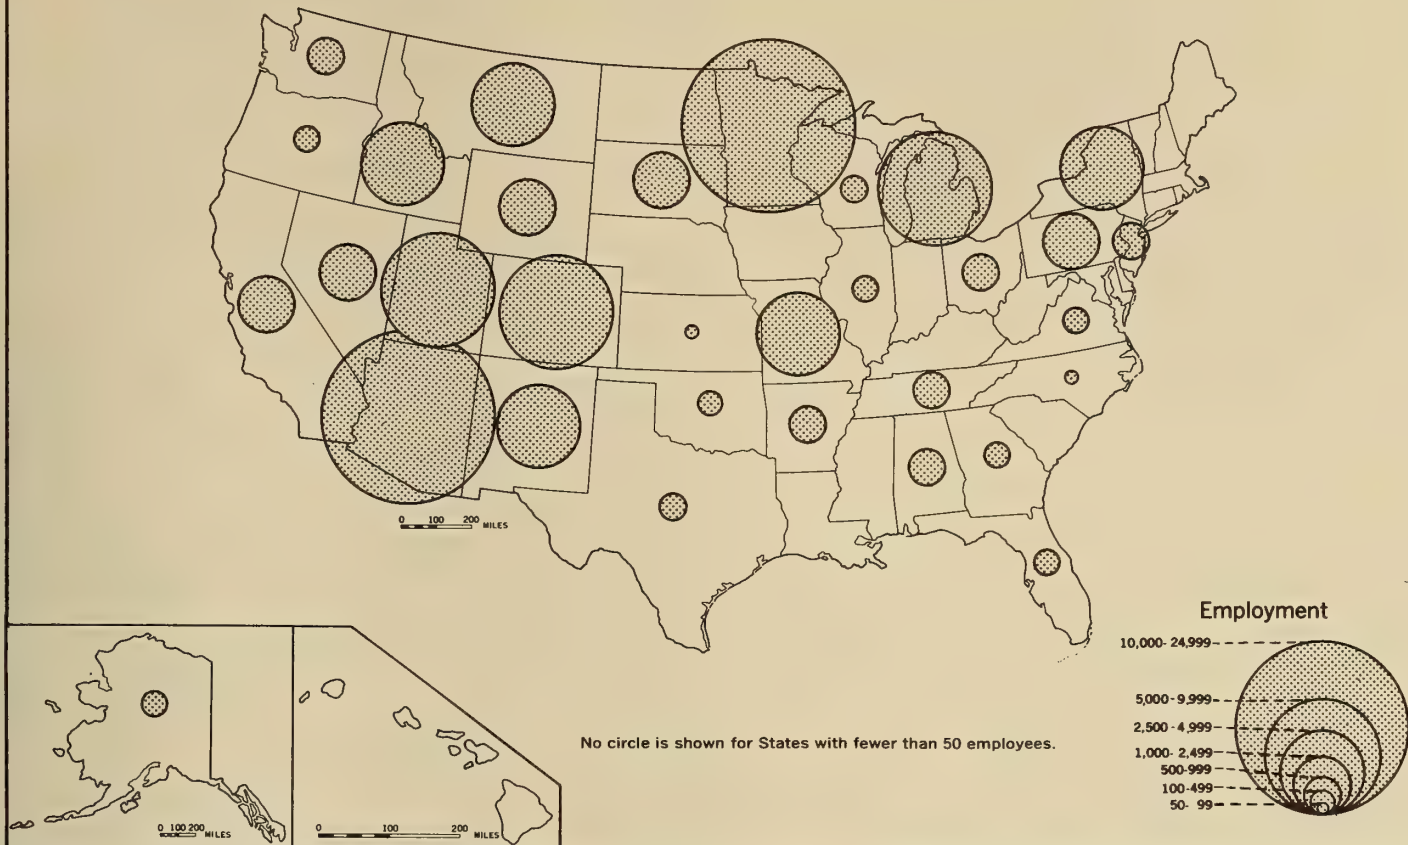 0 100 200 MILES
Employment
10,000- 24,999
5,000- 9,999
2,500- 4,999
1,000- 2,499
500-999
100-499
50- 99
No circle is shown for States with fewer than 50 employees.
0 100 200 MILES
0 100 200 MILES